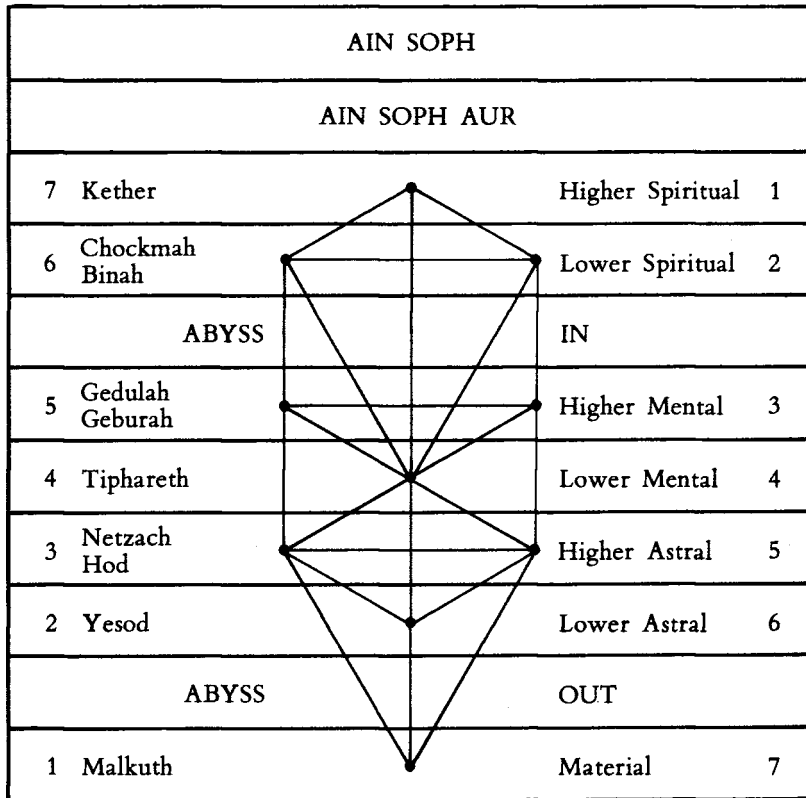 AIN SOPH
AIN SOPH AUR
7 Kether Higher Spiritual 1
6 Chockmah
Binah Lower Spiritual 2
ABYSS IN
5 Gedulah
Geburah Higher Mental 3
4 Tiphareth Lower Mental 4
3 Netzach
Hod Higher Astral 5
2 Yesod Lower Astral 6
ABYSS OUT
1 Malkuth Material 7